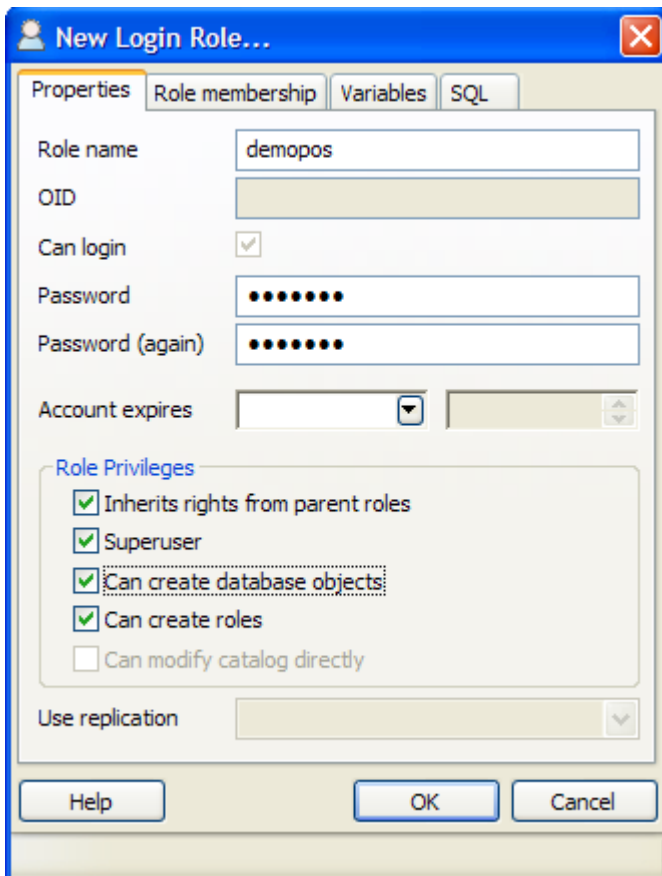 New Login Role...
Properties Role membership Variables SQL
Role name demopos
OID
Can login
Password •••••••
Password (again) •••••••
Account expires
Role Privileges
Inherits rights from parent roles
Superuser
Can create database objects
Can create roles
Can modify catalog directly
Use replication
Help OK Cancel